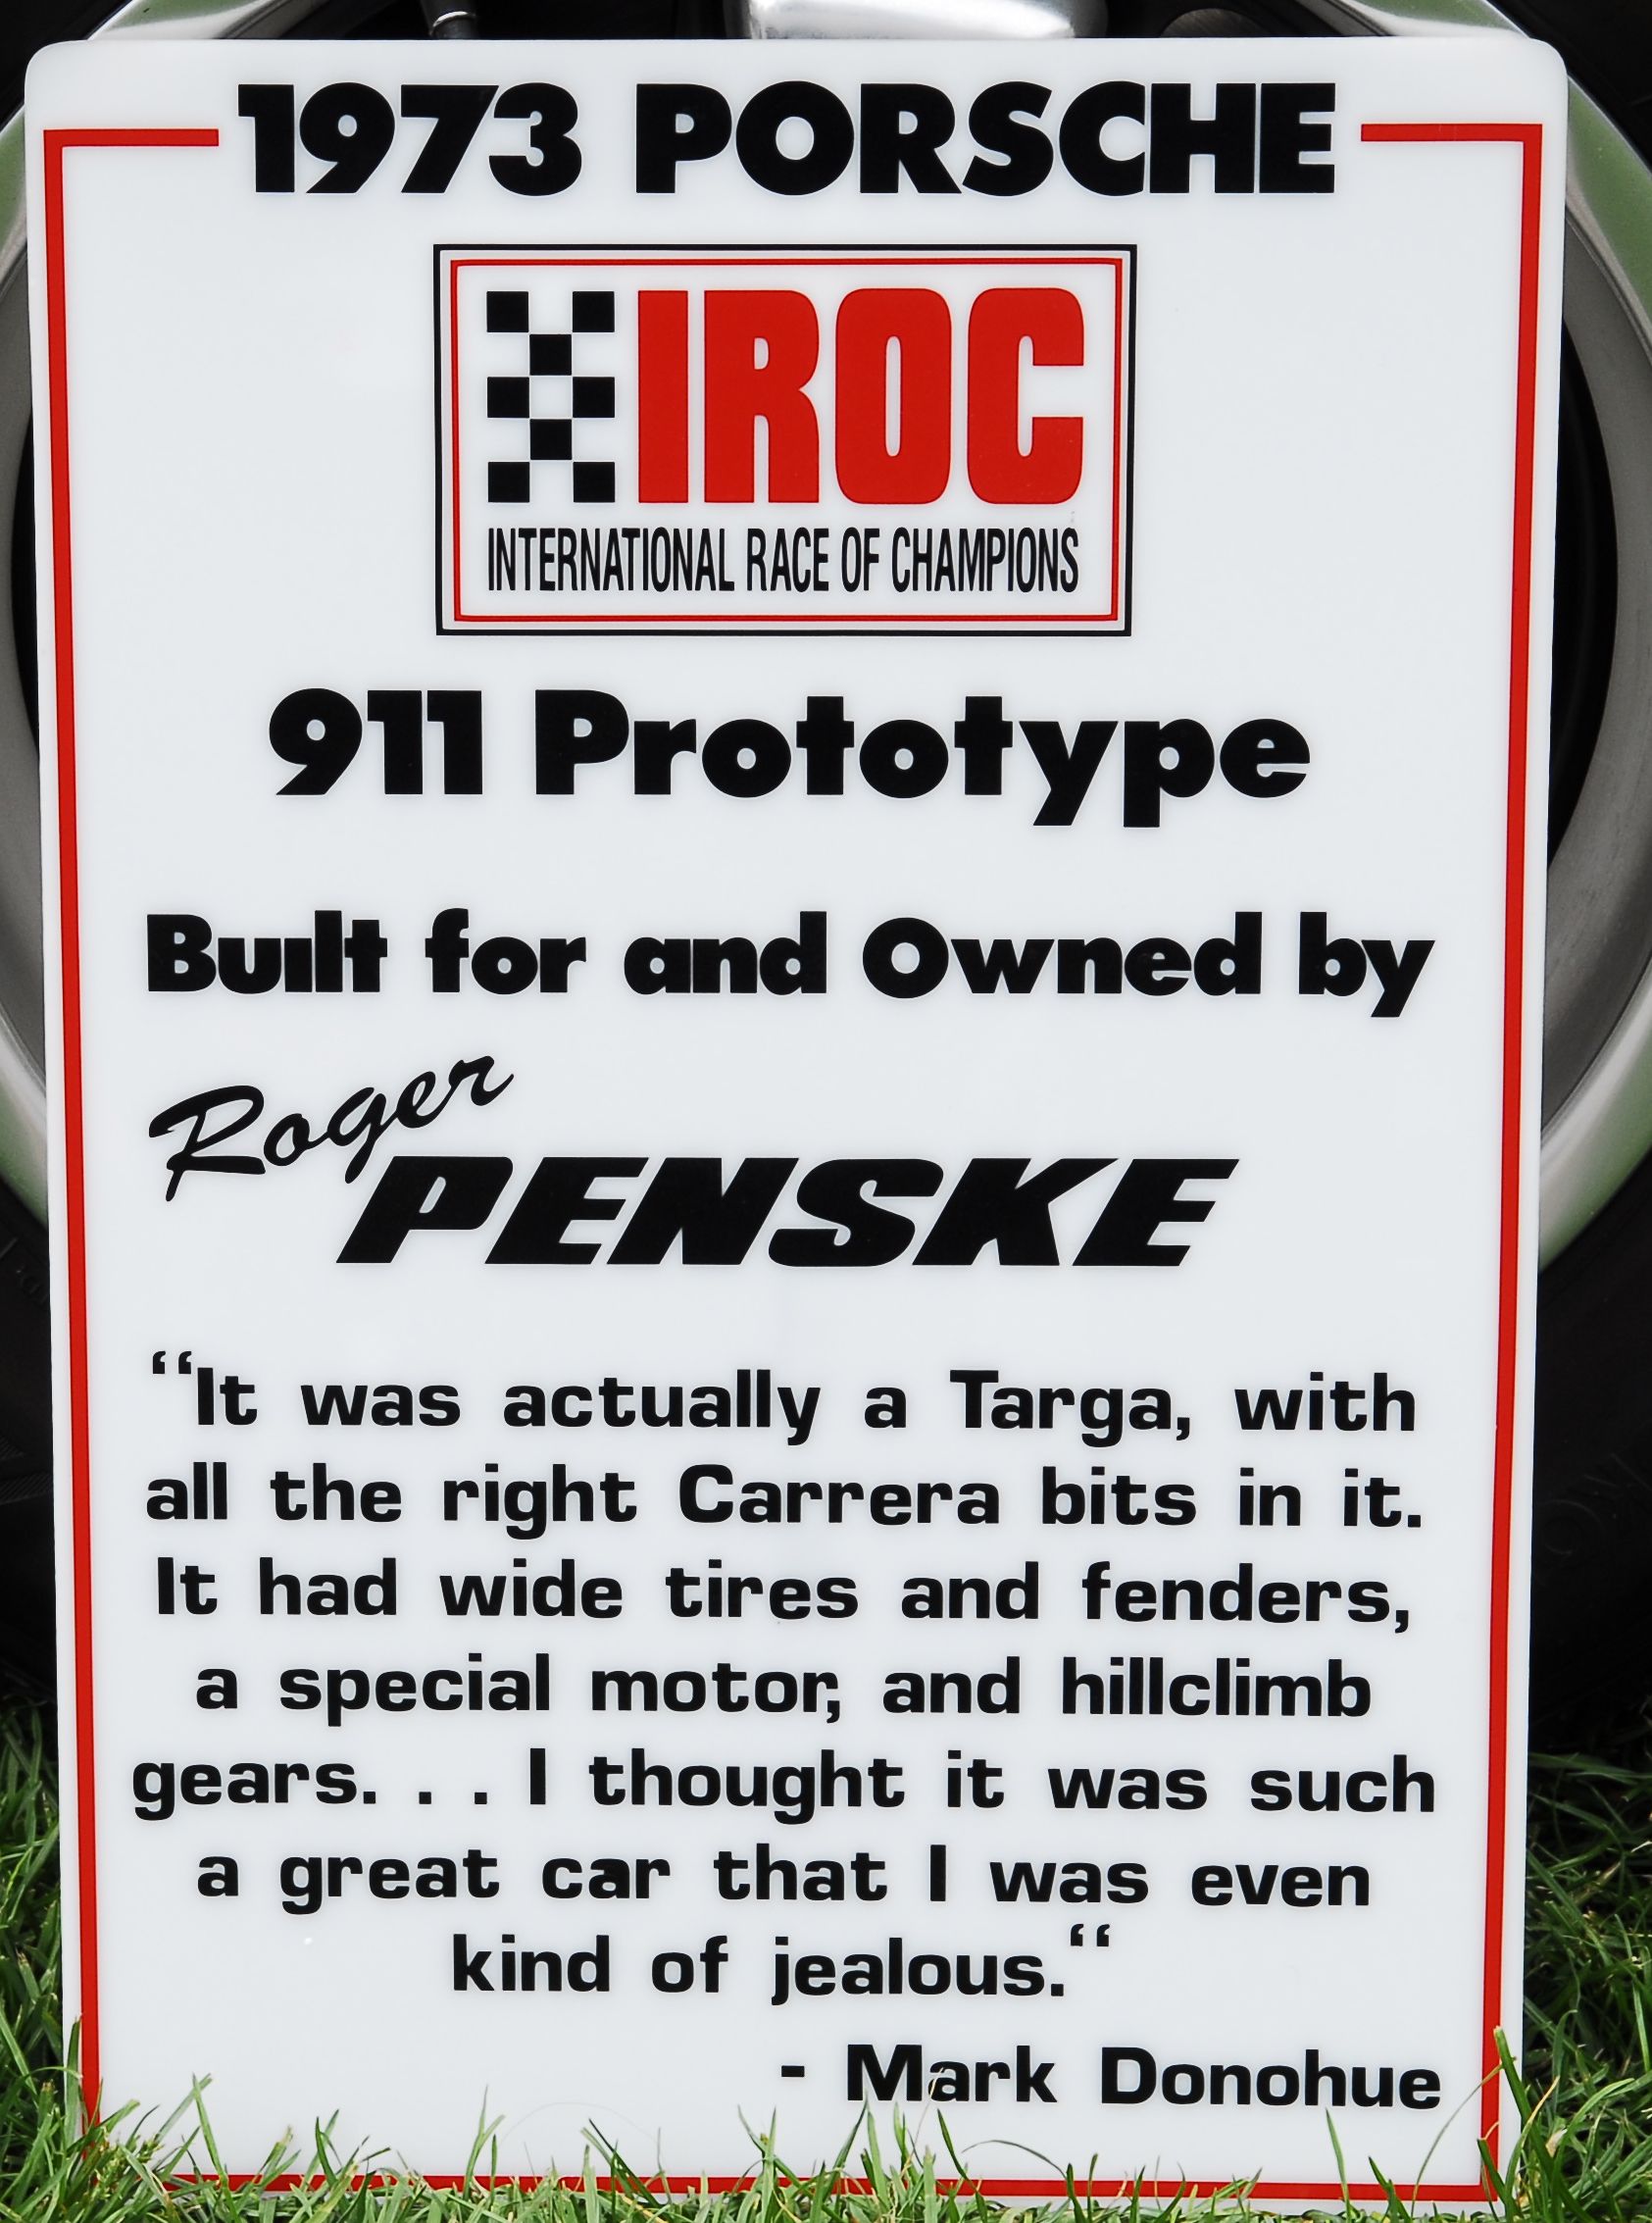 1973 PORSCHE
IROC
INTERNATIONAL RACE OF CHAMPIONS
911 Prototype
Built for and Owned by
Roger
PENSKE
“It was actually a Targa, with
all the right Carrera bits in it.
It had wide tires and fenders,
a special motor, and hillclimb
gears. . . I thought it was such
a great car that I was even
kind of jealous.“
- Mark Donohue